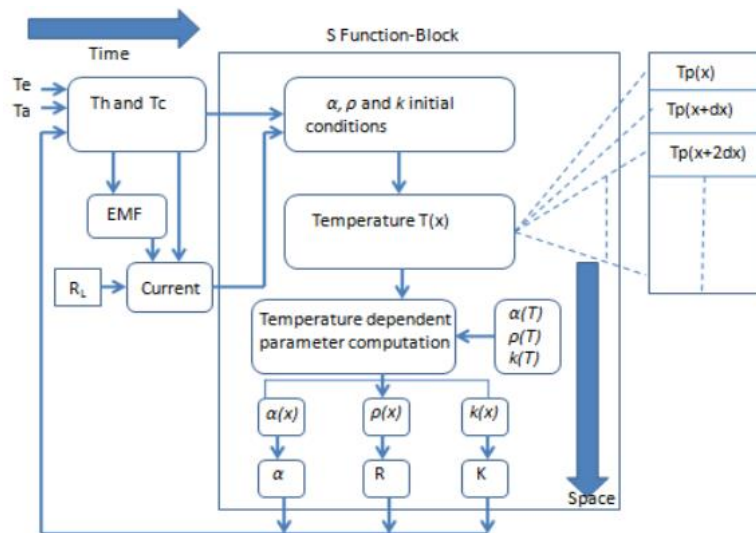 S Function-Block
Time
Te
Ta
Th and Tc
α, ρ and k initial
conditions
Tp(x)
Tp(x+dx)
Tp(x+2dx)
EMF
Temperature T(x)
R_L
Current
Temperature dependent
parameter computation
α(T)
ρ(T)
k(T)
α(x)
ρ(x)
k(x)
α
R
K
Space